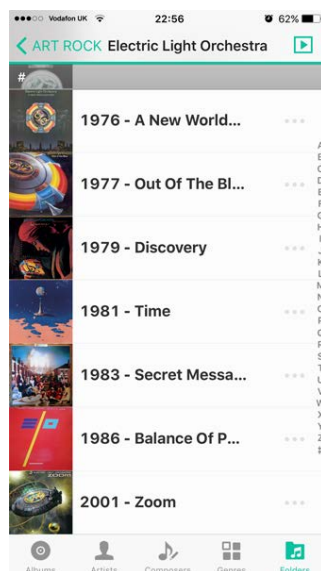 Vodafon UK 22:56 62%
ART ROCK Electric Light Orchestra
#
1976 - A New World...
1977 - Out Of The Bl...
1979 - Discovery
1981 - Time
1983 - Secret Messa...
1986 - Balance Of P...
2001 - Zoom
Albums Artists Composers Genres Folders